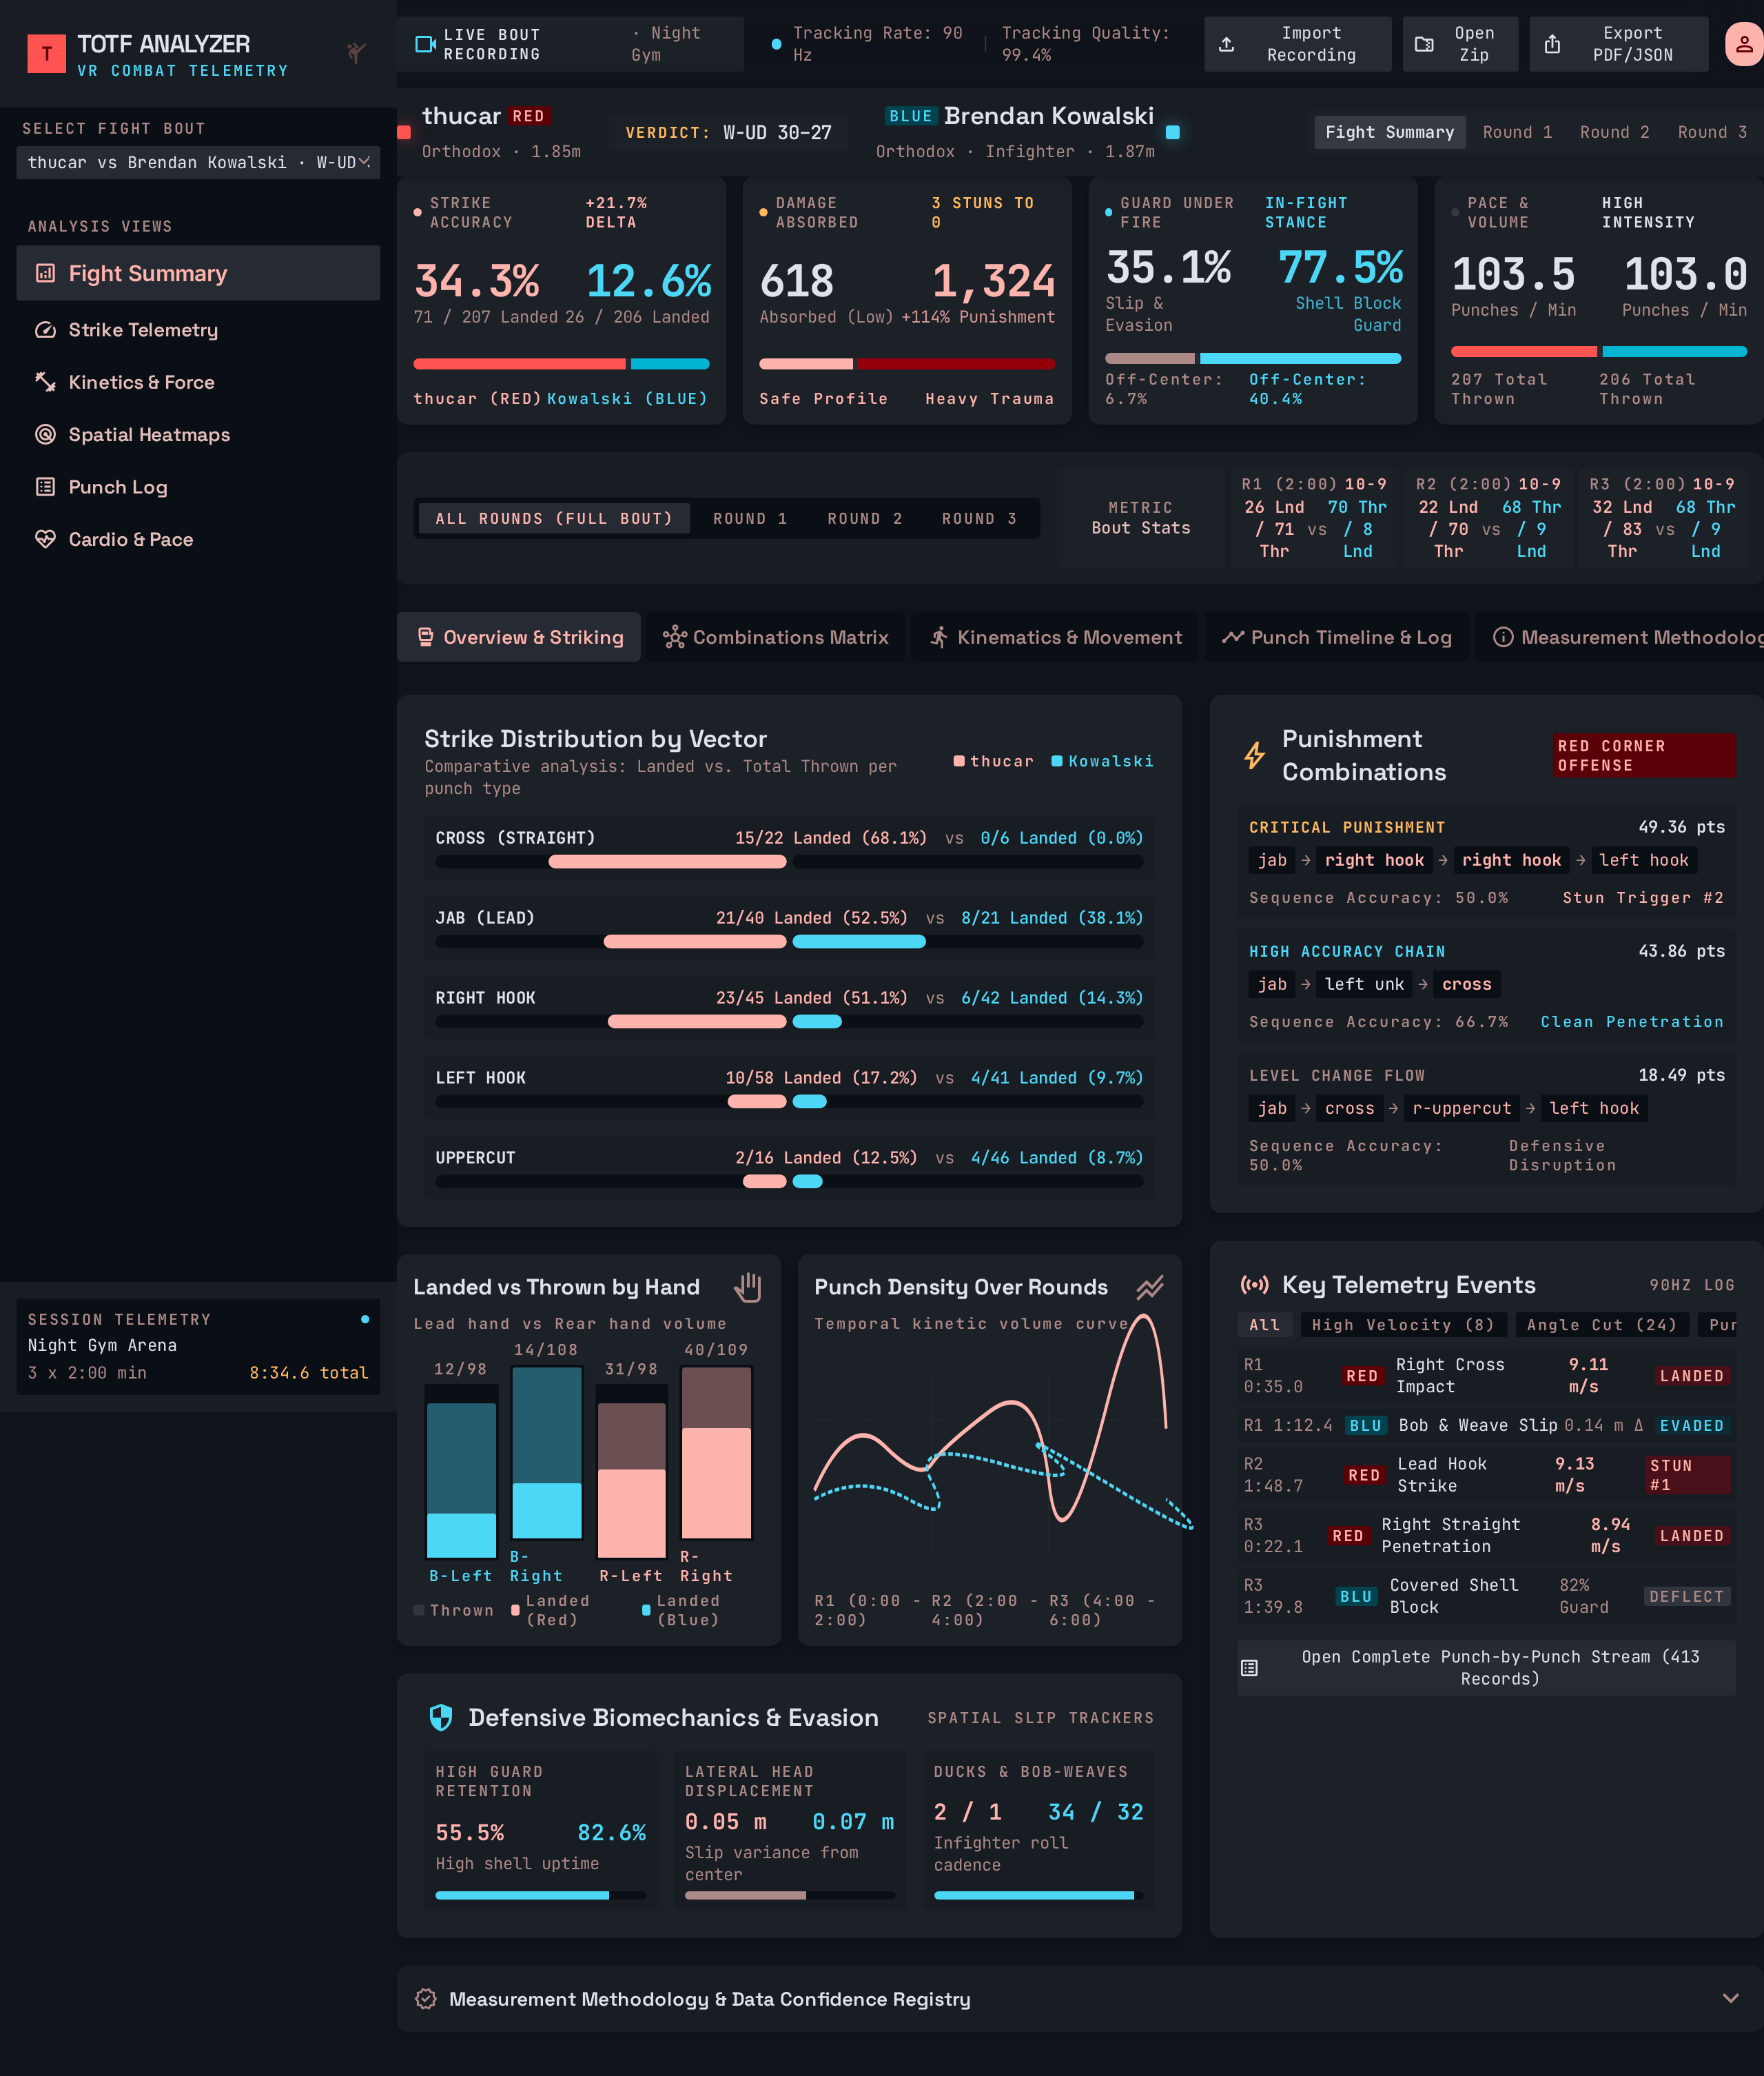 T
TOTF ANALYZER
VR COMBAT TELEMETRY
SELECT FIGHT BOUT
thucar vs Brendan Kowalski · W-UD
ANALYSIS VIEWS
Fight Summary
Strike Telemetry
Kinetics & Force
Spatial Heatmaps
Punch Log
Cardio & Pace
SESSION TELEMETRY
Night Gym Arena
3 x 2:00 min
8:34.6 total
LIVE BOUT
RECORDING
· Night
Gym
Tracking Rate: 90
Hz
Tracking Quality:
99.4%
Import
Recording
Open
Zip
Export
PDF/JSON
thucar RED
Orthodox · 1.85m
VERDICT: W-UD 30–27
BLUE Brendan Kowalski
Orthodox · Infighter · 1.87m
Fight Summary
Round 1
Round 2
Round 3
STRIKE
ACCURACY
+21.7%
DELTA
34.3%
12.6%
71 / 207 Landed
26 / 206 Landed
thucar (RED)
Kowalski (BLUE)
DAMAGE
ABSORBED
3 STUNS TO
0
618
1,324
Absorbed (Low)
+114% Punishment
Safe Profile
Heavy Trauma
GUARD UNDER
FIRE
IN-FIGHT
STANCE
35.1%
77.5%
Slip &
Evasion
Shell Block
Guard
Off-Center:
6.7%
Off-Center:
40.4%
PACE &
VOLUME
HIGH
INTENSITY
103.5
103.0
Punches / Min
Punches / Min
207 Total
Thrown
206 Total
Thrown
ALL ROUNDS (FULL BOUT)
ROUND 1
ROUND 2
ROUND 3
METRIC
Bout Stats
R1 (2:00) 10-9
26 Lnd
/ 71
Thr
vs
70 Thr
/ 8
Lnd
R2 (2:00) 10-9
22 Lnd
/ 70
Thr
vs
68 Thr
/ 9
Lnd
R3 (2:00) 10-9
32 Lnd
/ 83
Thr
vs
68 Thr
/ 9
Lnd
Overview & Striking
Combinations Matrix
Kinematics & Movement
Punch Timeline & Log
Measurement Methodolog
Strike Distribution by Vector
Comparative analysis: Landed vs. Total Thrown per
punch type
thucar
Kowalski
CROSS (STRAIGHT)
15/22 Landed (68.1%) vs 0/6 Landed (0.0%)
JAB (LEAD)
21/40 Landed (52.5%) vs 8/21 Landed (38.1%)
RIGHT HOOK
23/45 Landed (51.1%) vs 6/42 Landed (14.3%)
LEFT HOOK
10/58 Landed (17.2%) vs 4/41 Landed (9.7%)
UPPERCUT
2/16 Landed (12.5%) vs 4/46 Landed (8.7%)
Punishment
Combinations
RED CORNER
OFFENSE
CRITICAL PUNISHMENT
49.36 pts
jab → right hook → right hook → left hook
Sequence Accuracy: 50.0%
Stun Trigger #2
HIGH ACCURACY CHAIN
43.86 pts
jab → left unk → cross
Sequence Accuracy: 66.7%
Clean Penetration
LEVEL CHANGE FLOW
18.49 pts
jab → cross → r-uppercut → left hook
Sequence Accuracy:
50.0%
Defensive
Disruption
Landed vs Thrown by Hand
Lead hand vs Rear hand volume
12/98
14/108
31/98
40/109
B-Left
B-
Right
R-Left
R-
Right
Thrown
Landed
(Red)
Landed
(Blue)
Punch Density Over Rounds
Temporal kinetic volume curve
R1 (0:00 -
2:00)
R2 (2:00 -
4:00)
R3 (4:00 -
6:00)
Key Telemetry Events
90HZ LOG
All
High Velocity (8)
Angle Cut (24)
Pur
R1
0:35.0
RED
Right Cross
Impact
9.11
m/s
LANDED
R1 1:12.4 BLU Bob & Weave Slip 0.14 m Δ EVADED
R2
1:48.7
RED
Lead Hook
Strike
9.13
m/s
STUN
#1
R3
0:22.1
RED
Right Straight
Penetration
8.94
m/s
LANDED
R3
1:39.8
BLU
Covered Shell
Block
82%
Guard
DEFLECT
Open Complete Punch-by-Punch Stream (413
Records)
Defensive Biomechanics & Evasion
SPATIAL SLIP TRACKERS
HIGH GUARD
RETENTION
55.5%
82.6%
High shell uptime
LATERAL HEAD
DISPLACEMENT
0.05 m
0.07 m
Slip variance from
center
DUCKS & BOB-WEAVES
2 / 1
34 / 32
Infighter roll
cadence
Measurement Methodology & Data Confidence Registry